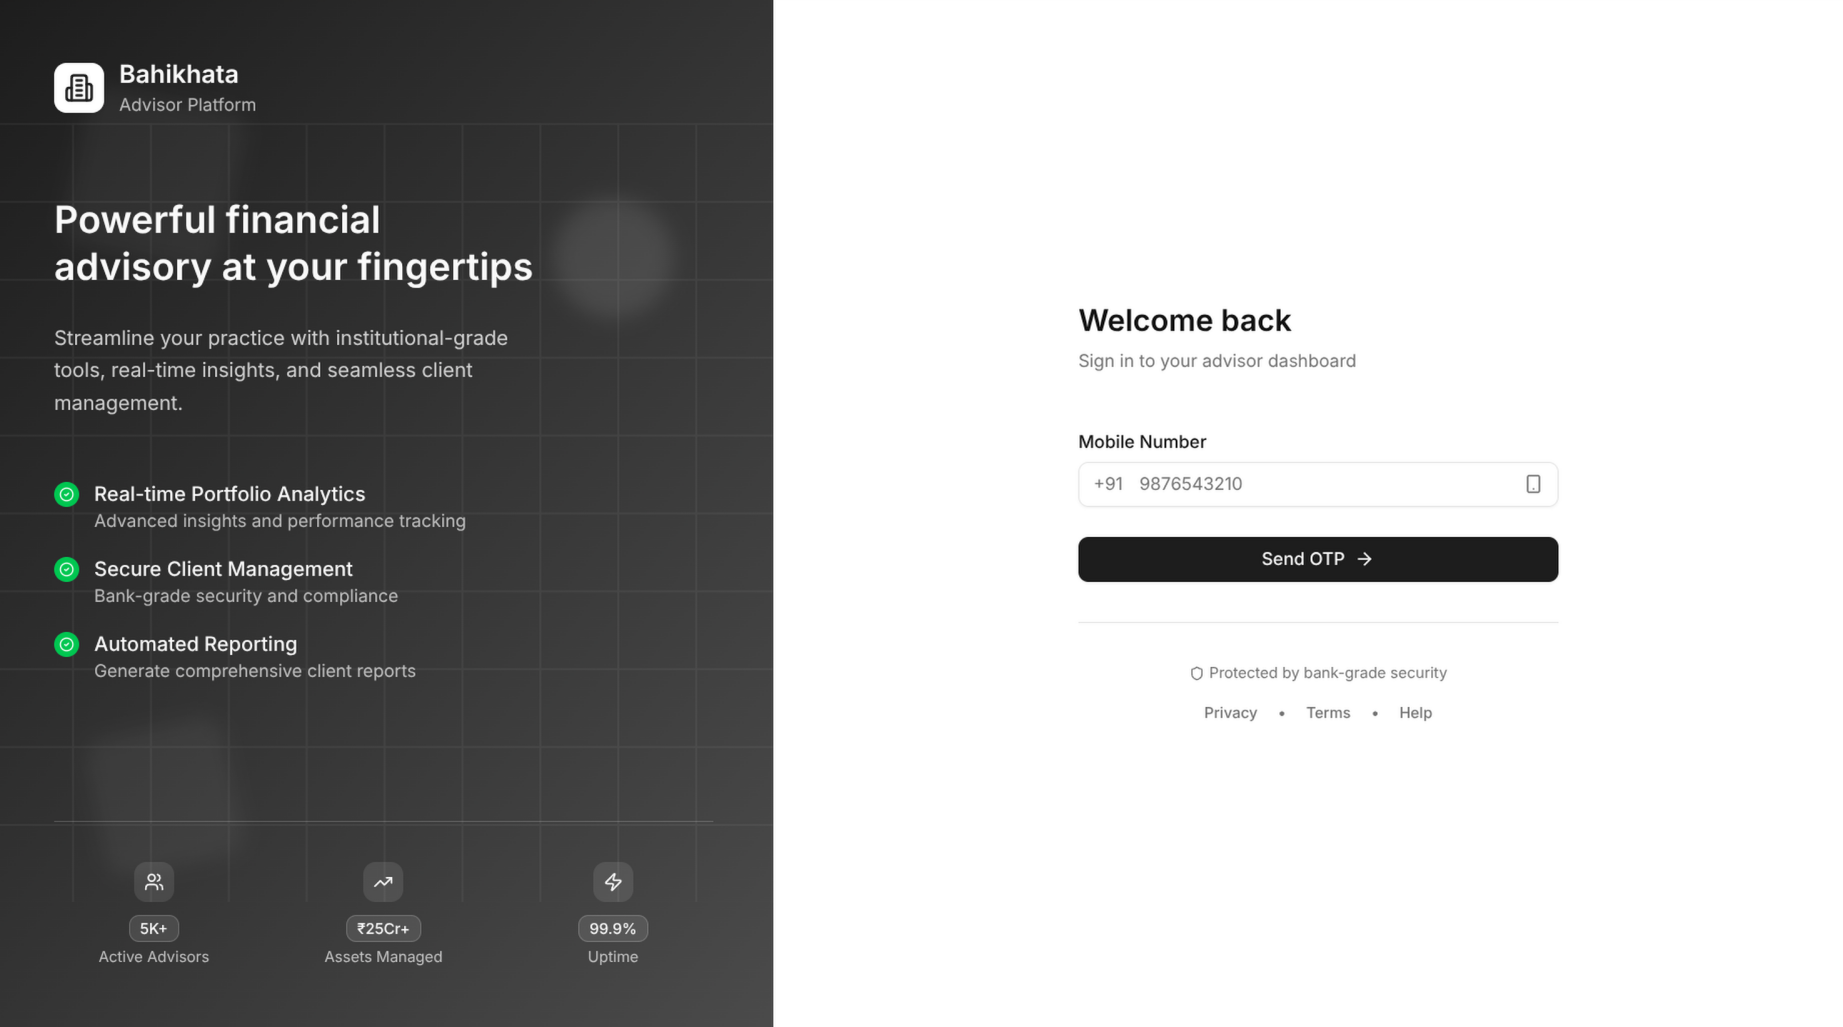 Bahikhata
Advisor Platform
Powerful financial
advisory at your fingertips
Streamline your practice with institutional-grade
tools, real-time insights, and seamless client
management.
Real-time Portfolio Analytics
Advanced insights and performance tracking
Secure Client Management
Bank-grade security and compliance
Automated Reporting
Generate comprehensive client reports
5K+
Active Advisors
₹25Cr+
Assets Managed
99.9%
Uptime
Welcome back
Sign in to your advisor dashboard
Mobile Number
+91 9876543210
Send OTP →
Protected by bank-grade security
Privacy • Terms • Help